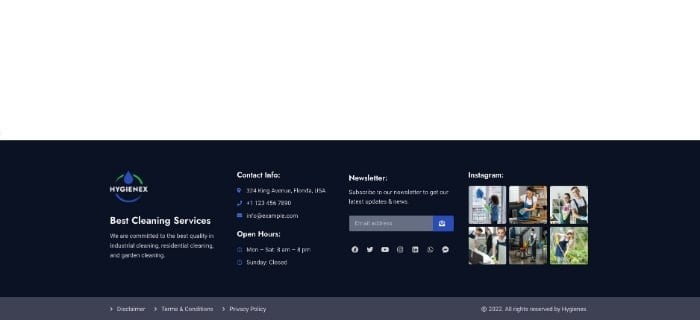 HYGIENEX
Best Cleaning Services
We are committed to the best quality in
industrial cleaning, residential cleaning,
and garden cleaning.
Contact Info:
374 King Avenue, Florida, USA
+1 123 456 7890
info@example.com
Open Hours:
Mon – Sat: 8 am – 8 pm
Sunday: Closed
Newsletter:
Subscribe to our newsletter to get our
latest updates & news.
Email address
Instagram:
Disclaimer
Terms & Conditions
Privacy Policy
© 2022. All rights reserved by Hygienex.